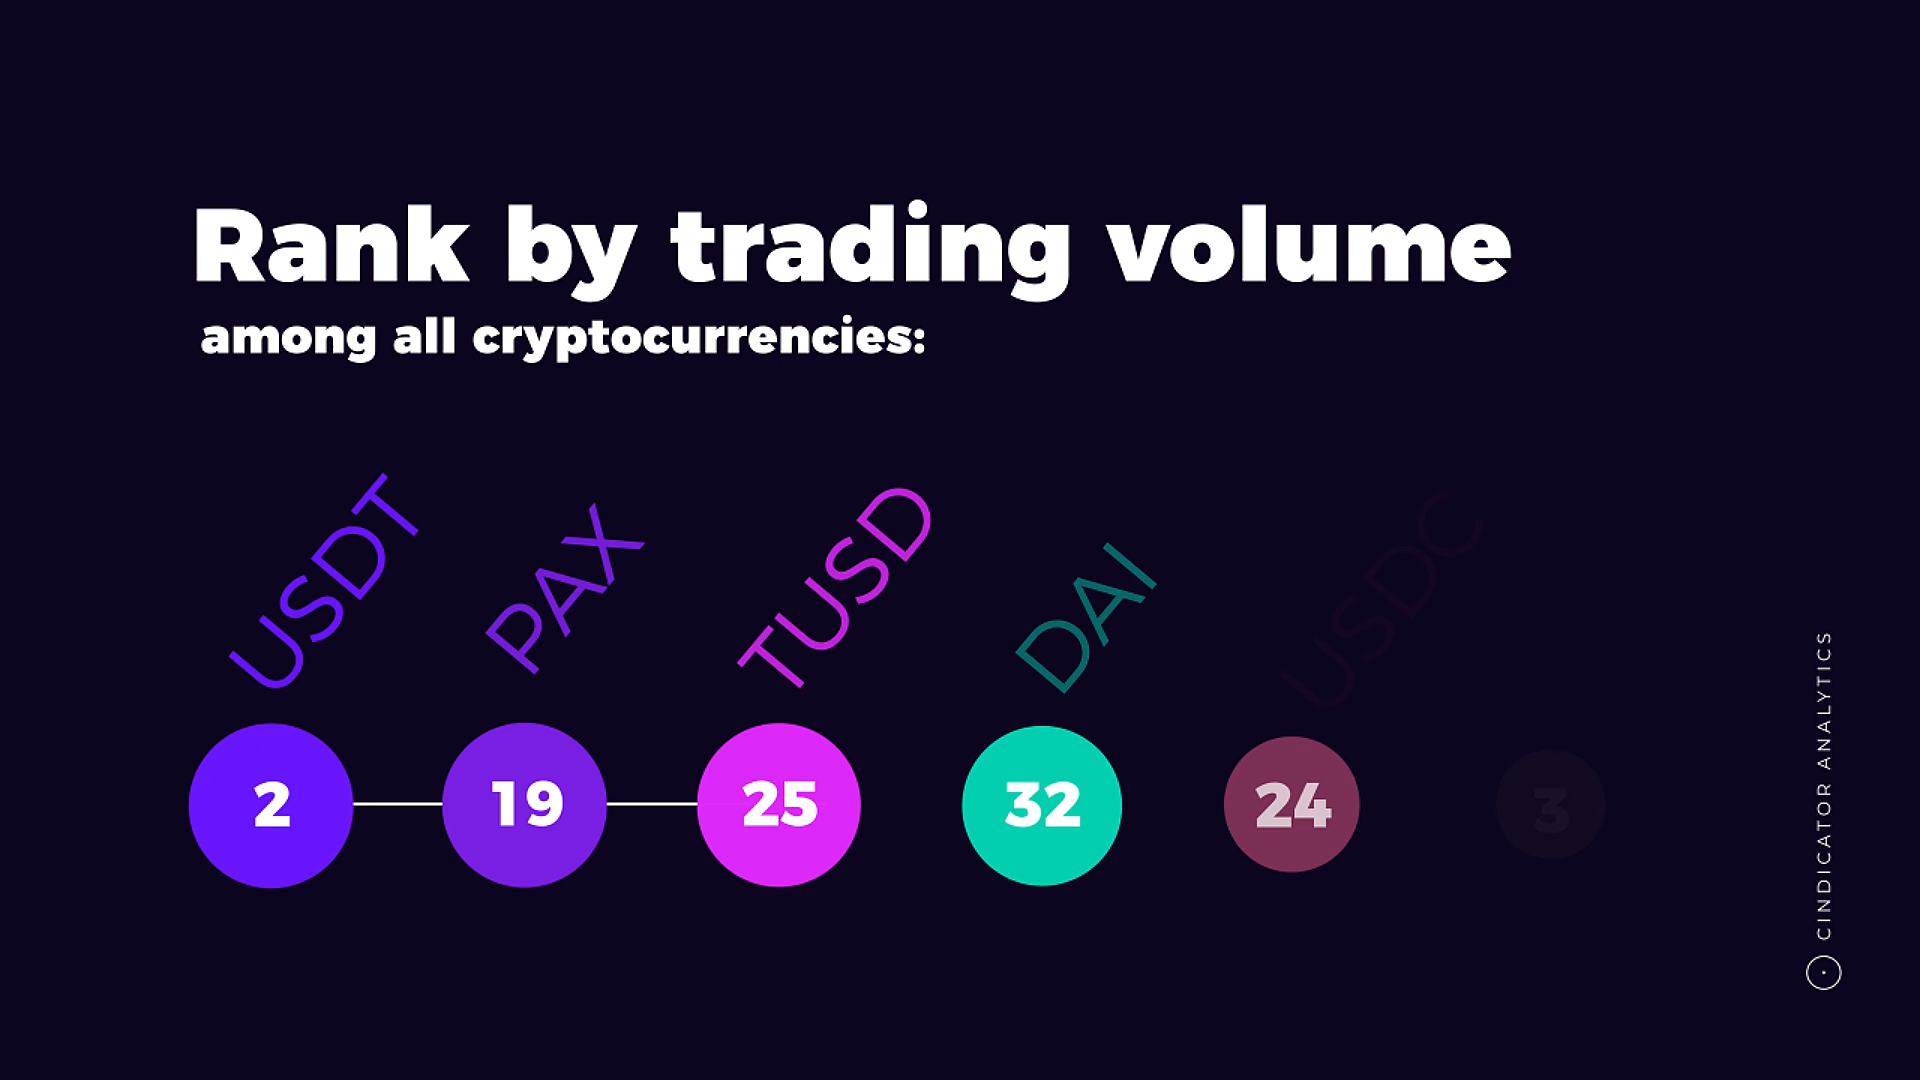 Rank by trading volume
among all cryptocurrencies:
USDT PAX TUSD DAI USDC
2 19 25 32 24 3
CINDICATOR ANALYTICS